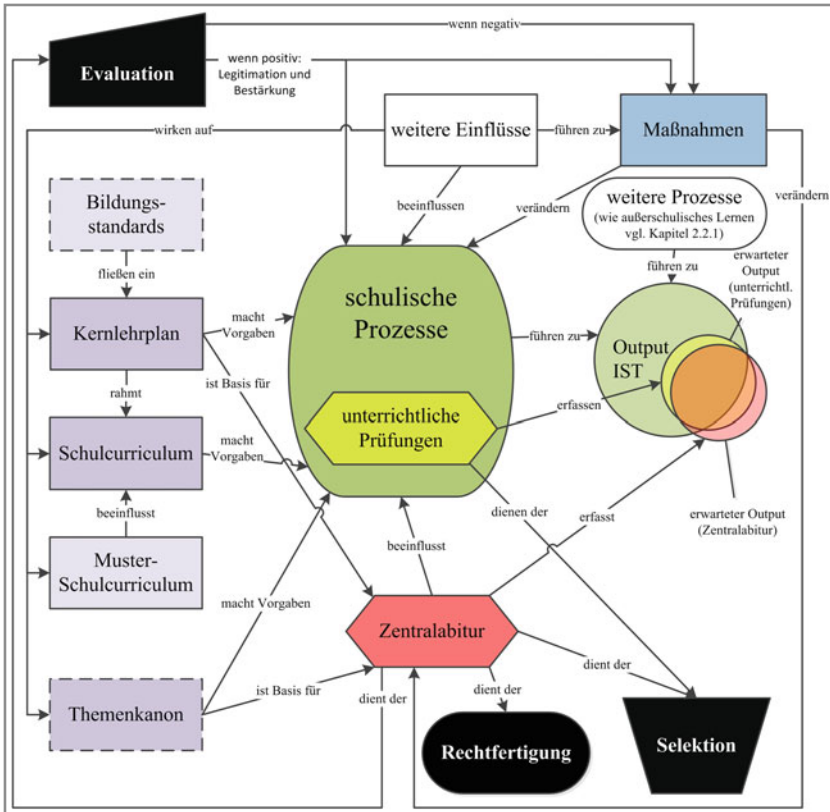 wenn negativ
Evaluation
wenn positiv:
Legitimation und
Bestärkung
wirken auf
weitere Einflüsse
führen zu
Maßnahmen
Bildungs-
standards
beeinflussen
verändern
verändern
weitere Prozesse
(wie außerschulisches Lernen
vgl. Kapitel 2.2.1)
fließen ein
führen zu
erwarteter
Output
(unterrichtl.
Prüfungen)
Kernlehrplan
macht
Vorgaben
schulische
Prozesse
führen zu
Output
IST
rahmt
ist Basis für
unterrichtliche
Prüfungen
erfassen
Schulcurriculum
macht
Vorgaben
beeinflusst
dienen der
erfasst
erwarteter Output
(Zentralabitur)
Muster-
Schulcurriculum
beeinflusst
macht Vorgaben
Zentralabitur
Themenkanon
ist Basis für
dient der
dient der
dient der
Rechtfertigung
Selektion